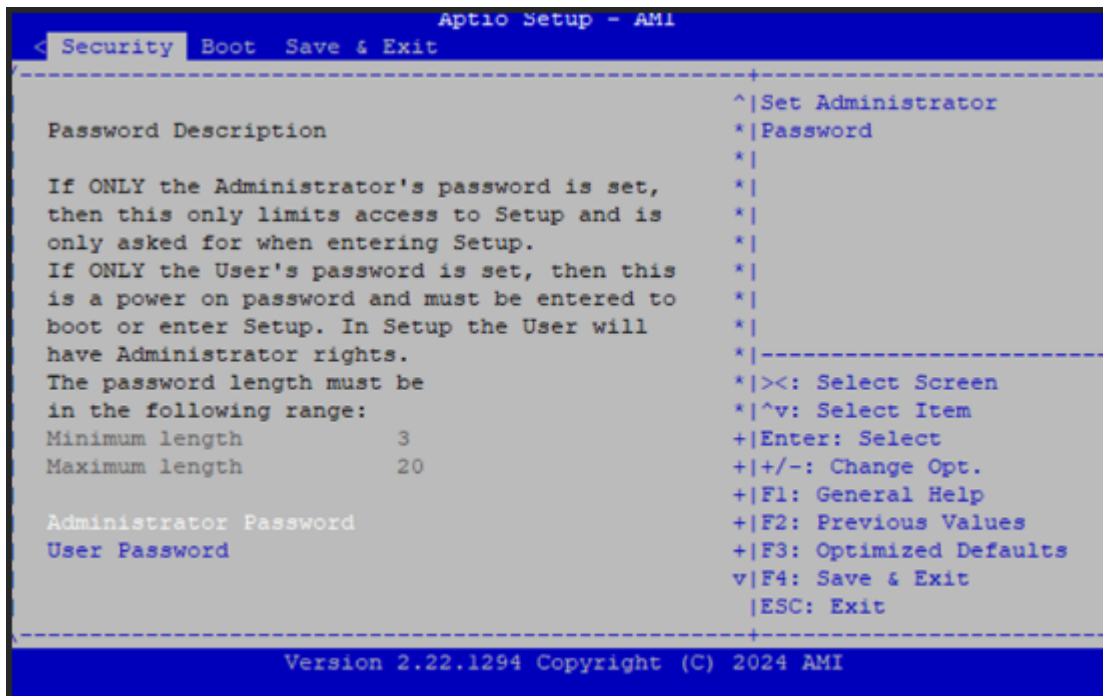 Aptio Setup - AMI
< Security Boot Save & Exit
Password Description
If ONLY the Administrator's password is set,
then this only limits access to Setup and is
only asked for when entering Setup.
If ONLY the User's password is set, then this
is a power on password and must be entered to
boot or enter Setup. In Setup the User will
have Administrator rights.
The password length must be
in the following range:
Minimum length 3
Maximum length 20
Administrator Password
User Password
Set Administrator
Password
><: Select Screen
^v: Select Item
Enter: Select
+/-: Change Opt.
F1: General Help
F2: Previous Values
F3: Optimized Defaults
F4: Save & Exit
ESC: Exit
Version 2.22.1294 Copyright (C) 2024 AMI